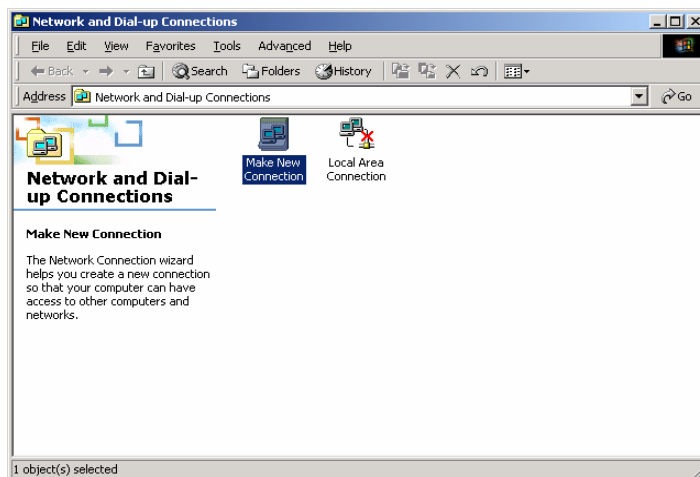 Network and Dial-up Connections
File Edit View Favorites Tools Advanced Help
Back Search Folders History
Address Network and Dial-up Connections Go
Network and Dial-
up Connections
Make New Connection
The Network Connection wizard
helps you create a new connection
so that your computer can have
access to other computers and
networks.
Make New
Connection
Local Area
Connection
1 object(s) selected